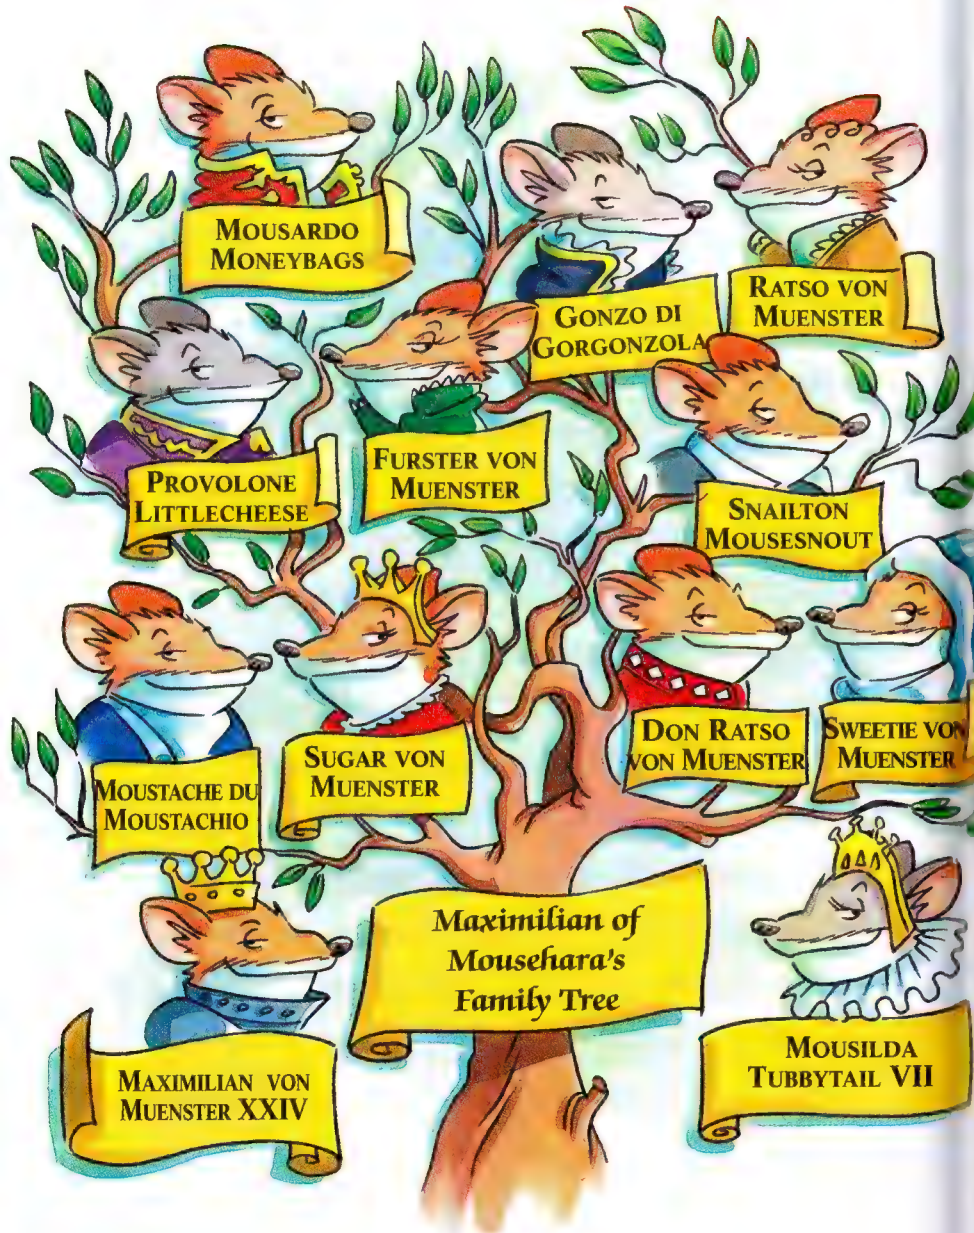 MOUSARDO
MONEYBAGS
GONZO DI
GORGONZOLA
RATSO VON
MUENSTER
PROVOLONE
LITTLECHEESE
FURSTER VON
MUENSTER
SNAILTON
MOUSESNOUT
MOUSTACHE DU
MOUSTACHIO
SUGAR VON
MUENSTER
DON RATSO
VON MUENSTER
SWEETIE VON
MUENSTER
Maximilian of
Mousehara's
Family Tree
MAXIMILIAN VON
MUENSTER XXIV
MOUSILDA
TUBBYTAIL VII